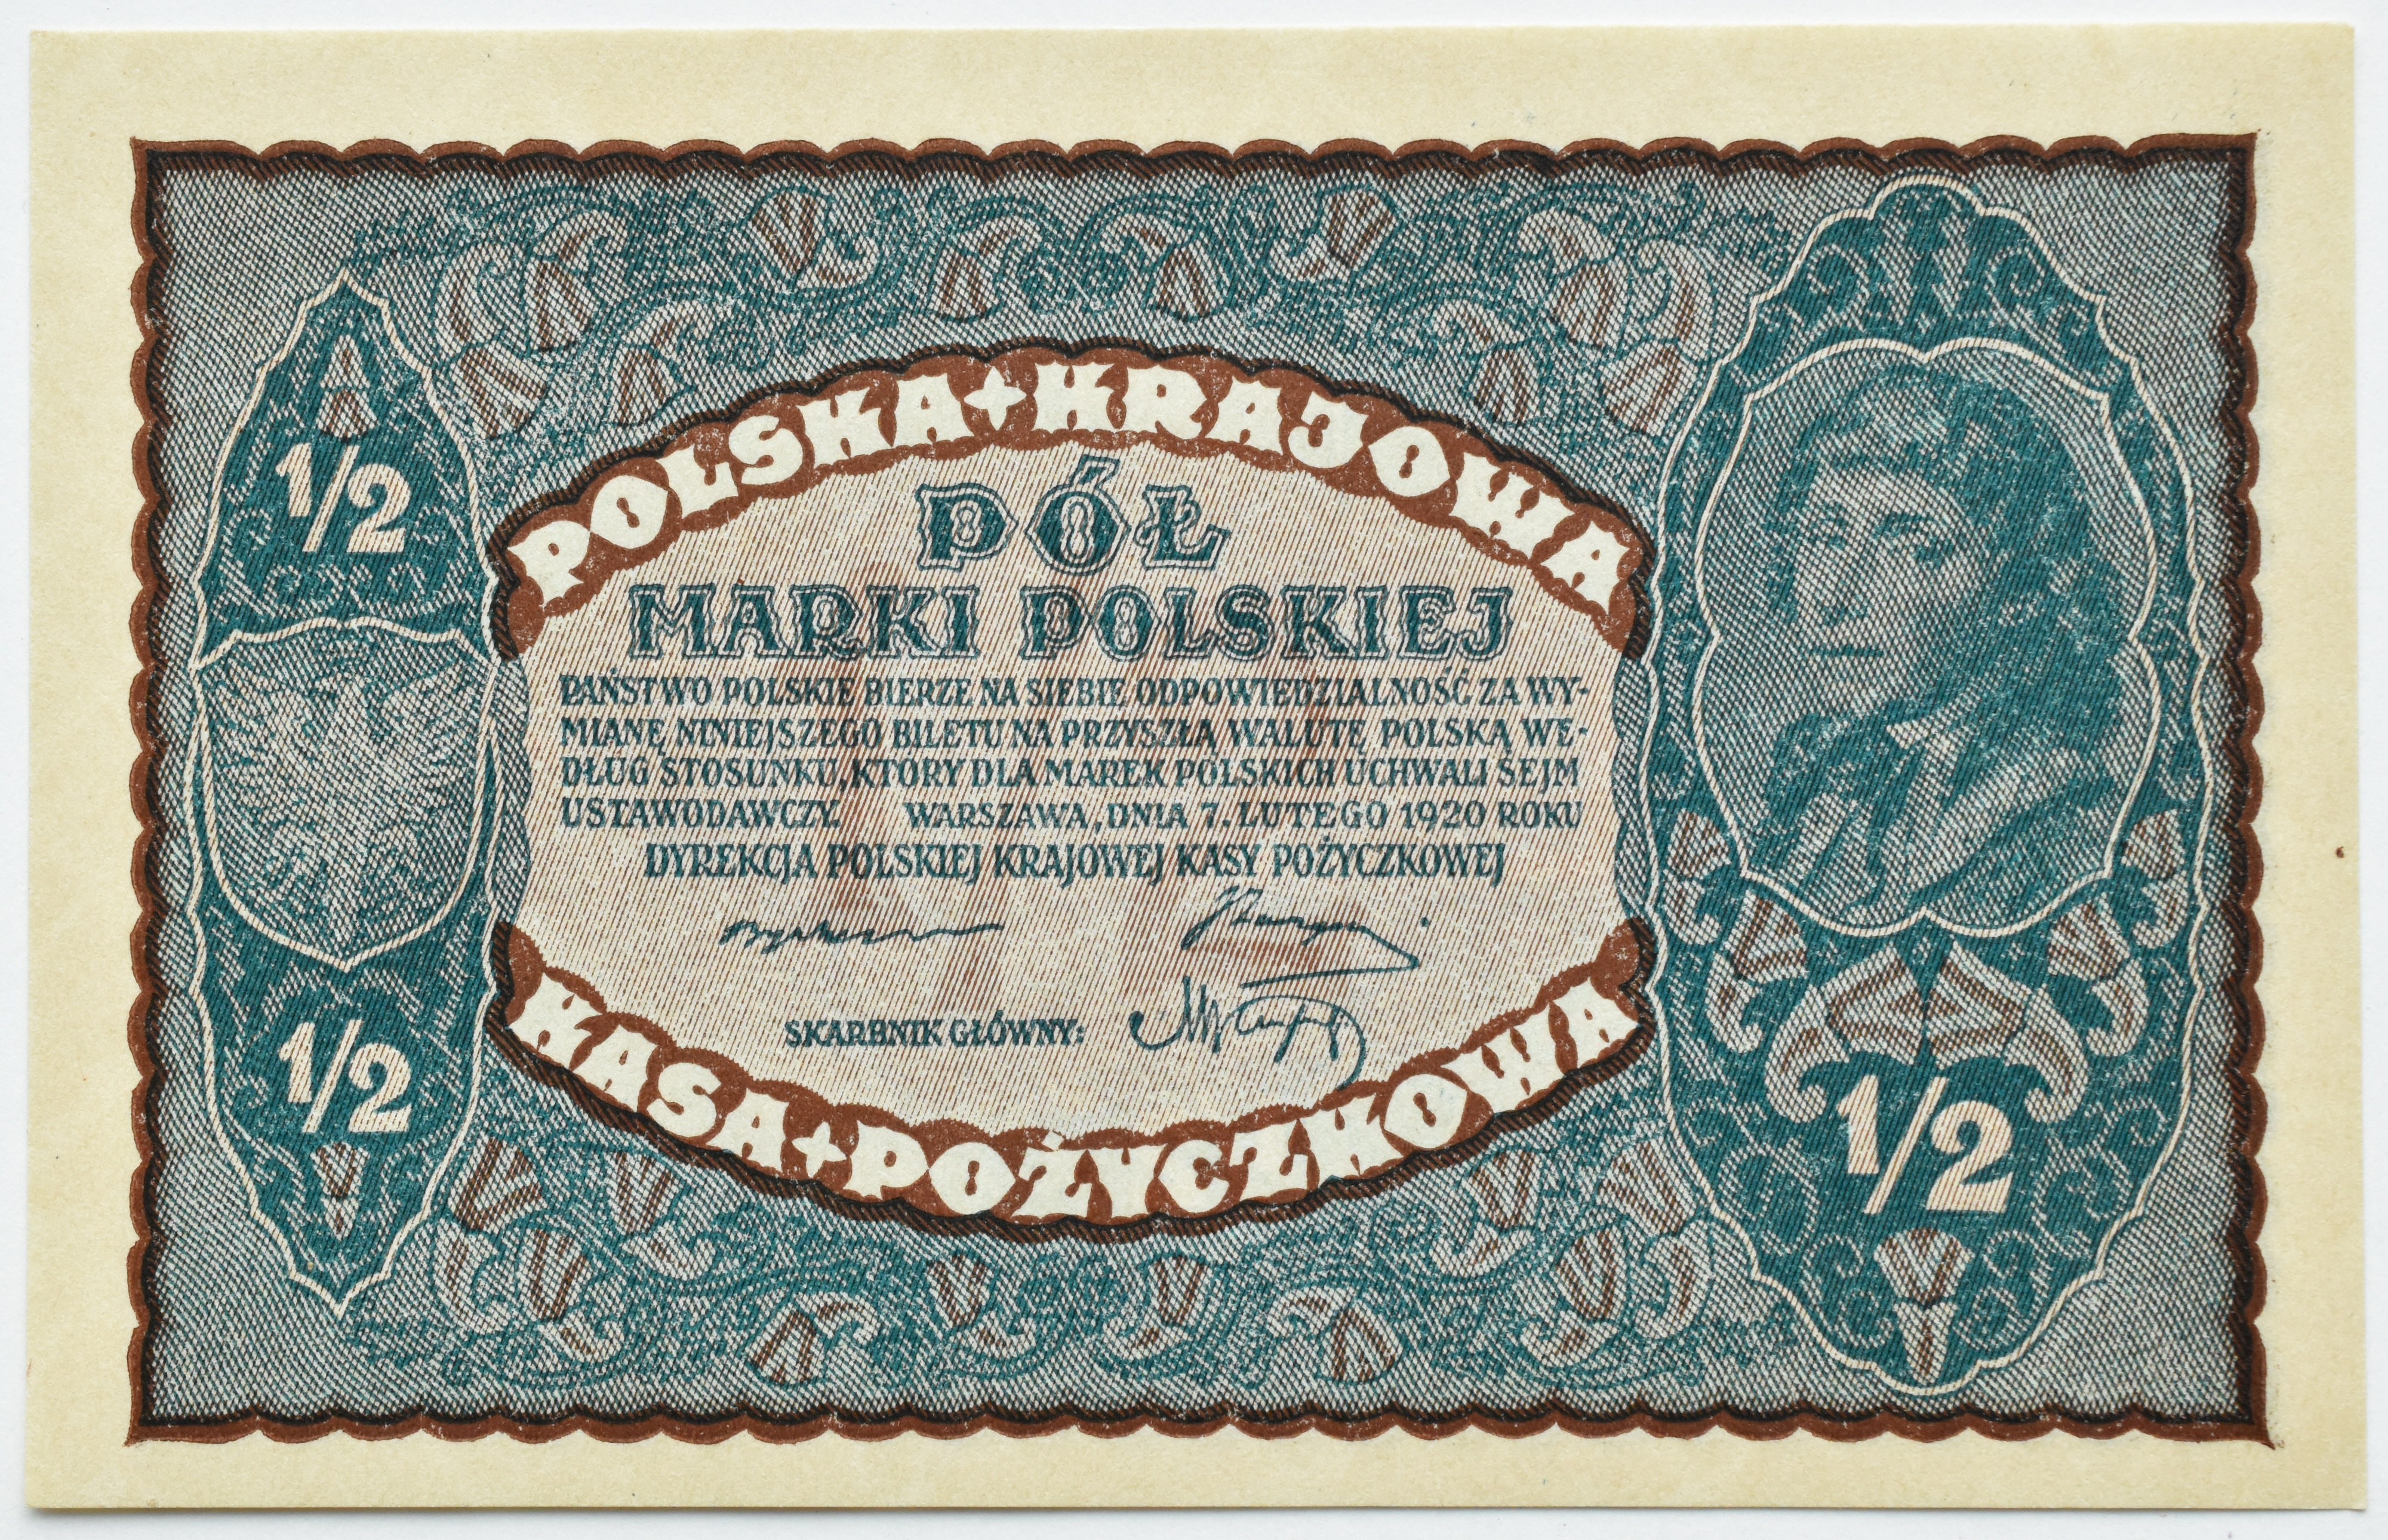 POLSKA + KRAJOWA
1/2
PÓŁ
MARKI POLSKIEJ
PAŃSTWO POLSKIE BIERZE NA SIEBIE ODPOWIEDZIALNOŚĆ ZA WY-
MIANĘ NINIEJSZEGO BILETU NA PRZYSZŁĄ WALUTĘ POLSKĄ WE-
DŁUG STOSUNKU, KTÓRY DLA MAREK POLSKICH UCHWALI SEJM
USTAWODAWCZY. WARSZAWA, DNIA 7. LUTEGO 1920 ROKU
DYREKCJA POLSKIEJ KRAJOWEJ KASY POŻYCZKOWEJ
SKARBNIK GŁÓWNY:
1/2
1/2
KASA + POŻYCZKOWA